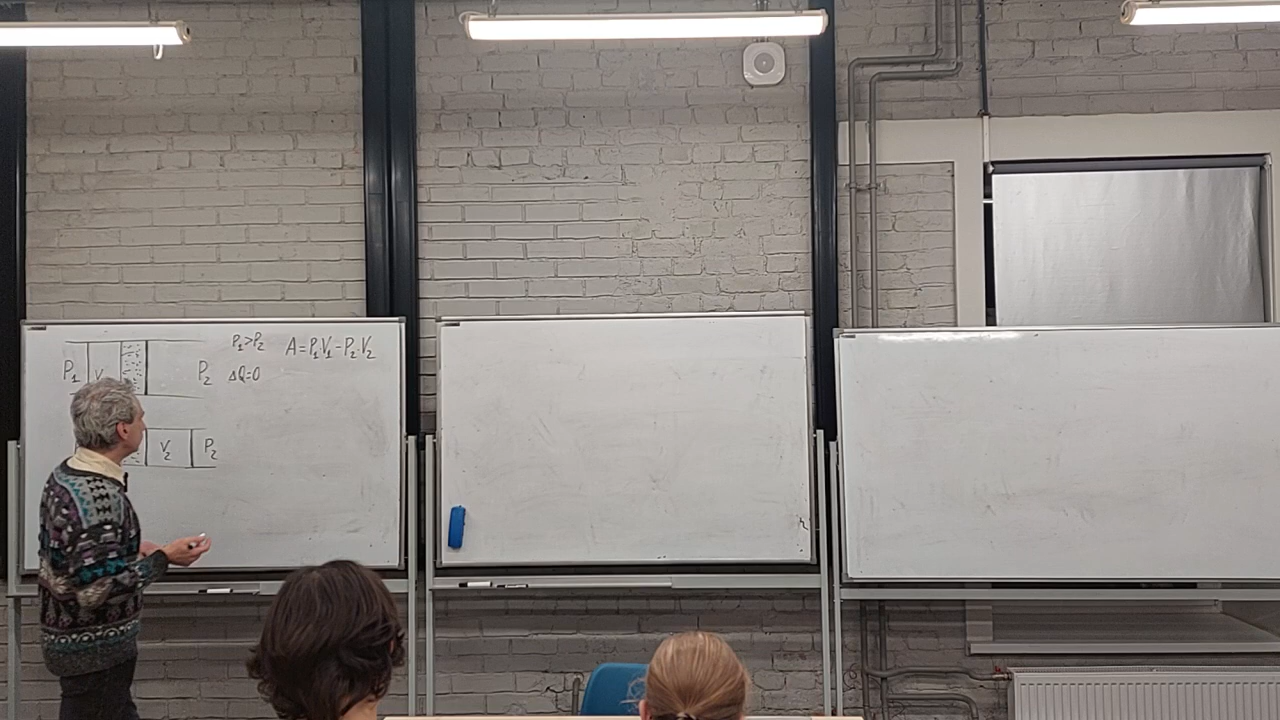 P₁ V P₂
P₁>P₂
ΔQ=0
A=P₁V₁-P₂V₂
V₂ P₂